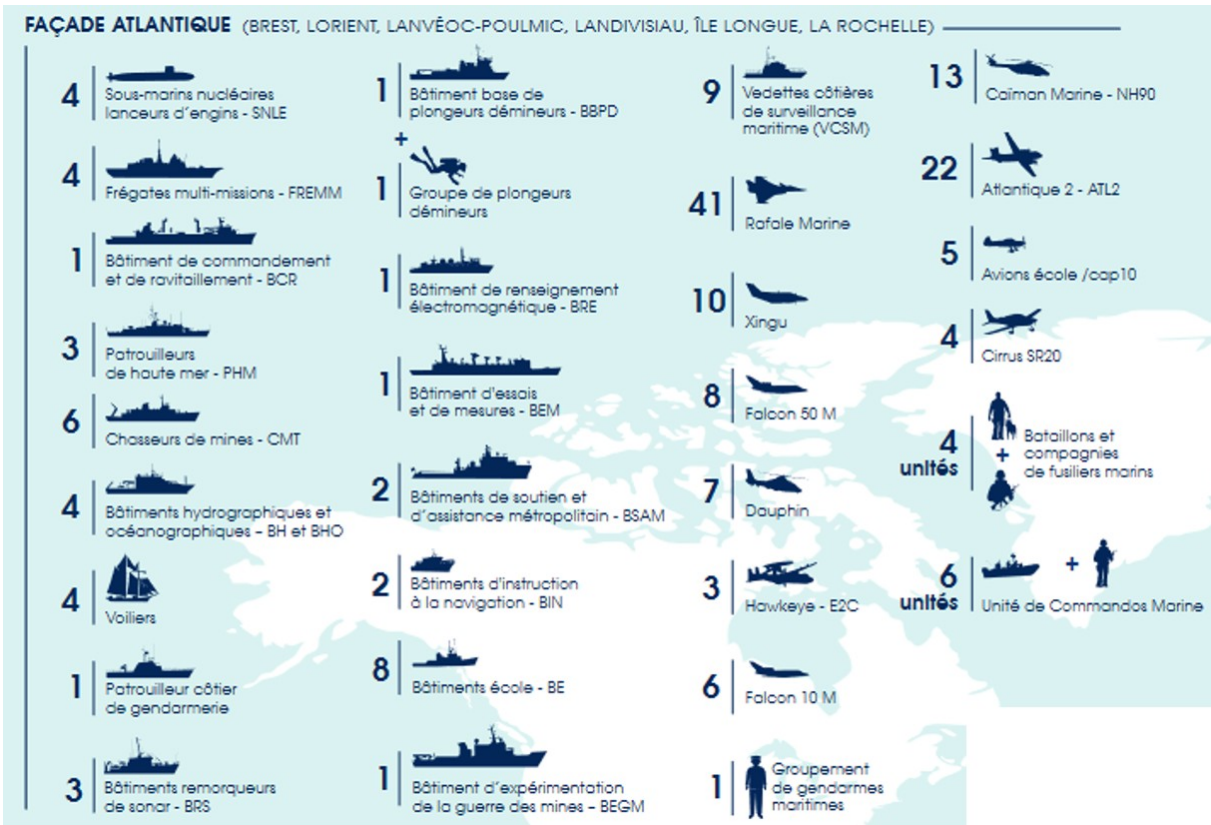 FAÇADE ATLANTIQUE (BREST, LORIENT, LANVÉOC-POULMIC, LANDIVISIAU, ÎLE LONGUE, LA ROCHELLE)
4
Sous-marins nucléaires
lanceurs d'engins - SNLE
4
Frégates multi-missions - FREMM
1
Bâtiment de commandement
et de ravitaillement - BCR
3
Patrouilleurs
de haute mer - PHM
6
Chasseurs de mines - CMT
4
Bâtiments hydrographiques et
océanographiques – BH et BHO
4
Voiliers
1
Patrouilleur côtier
de gendarmerie
3
Bâtiments remorqueurs
de sonar - BRS
1
Bâtiment base de
plongeurs démineurs - BBPD
+
1
Groupe de plongeurs
démineurs
1
Bâtiment de renseignement
électromagnétique - BRE
1
Bâtiment d'essais
et de mesures - BEM
2
Bâtiments de soutien et
d'assistance métropolitain - BSAM
2
Bâtiments d'instruction
à la navigation - BIN
8
Bâtiments école - BE
1
Bâtiment d'expérimentation
de la guerre des mines – BEGM
9
Vedettes côtières
de surveillance
maritime (VCSM)
41
Rafale Marine
10
Xingu
8
Falcon 50 M
7
Dauphin
3
Hawkeye - E2C
6
Falcon 10 M
1
Groupement
de gendarmes
maritimes
13
Caïman Marine - NH90
22
Atlantique 2 - ATL2
5
Avions école /cap10
4
Cirrus SR20
4
unités
+
Bataillons et
compagnies
de fusiliers marins
6
unités
+
Unité de Commandos Marine